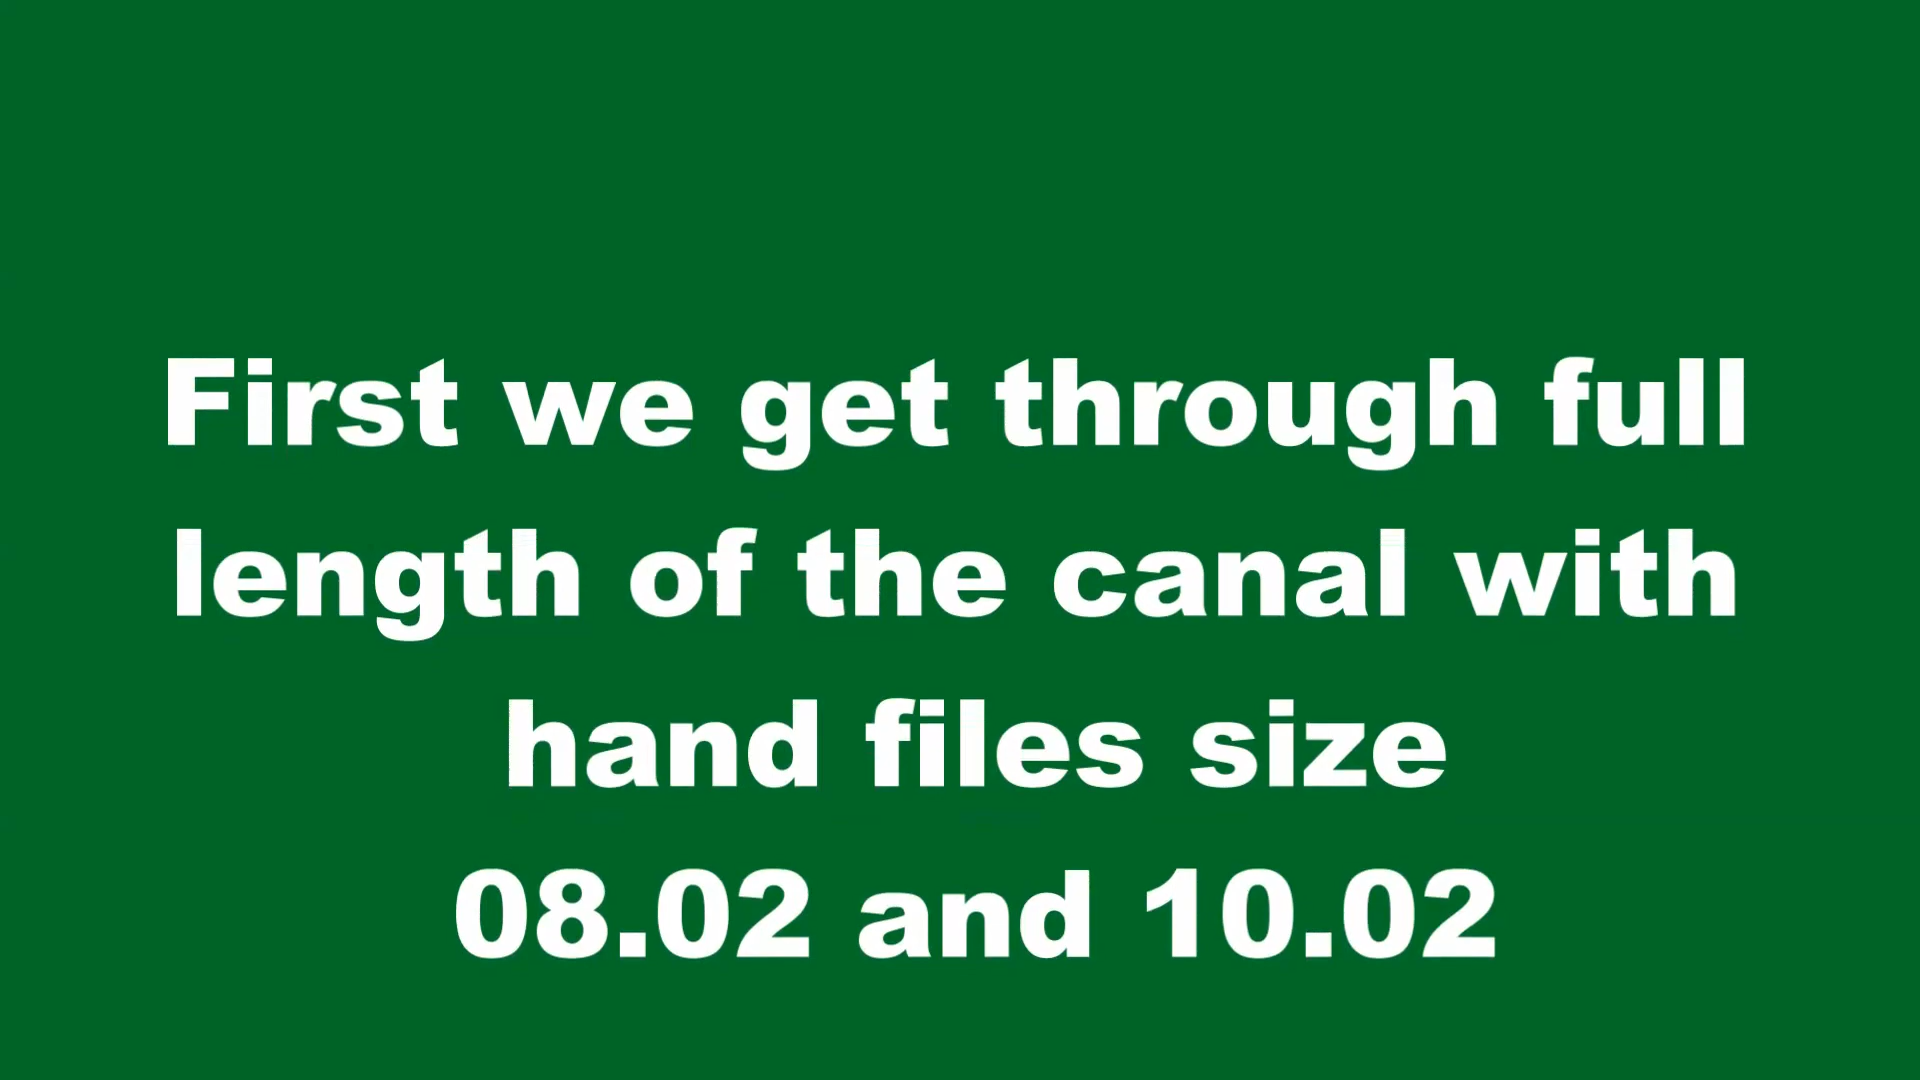 First we get through full
length of the canal with
hand files size
08.02 and 10.02